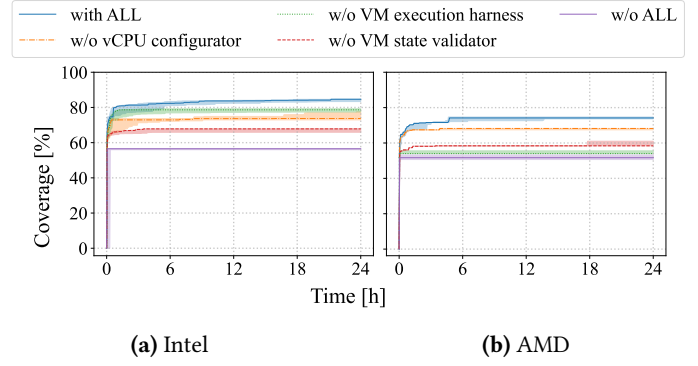 with ALL
w/o VM execution harness
w/o ALL
w/o vCPU configurator
w/o VM state validator
Coverage [%]
100
80
60
40
20
0
0 6 12 18 24
0 6 12 18 24
Time [h]
(a) Intel
(b) AMD